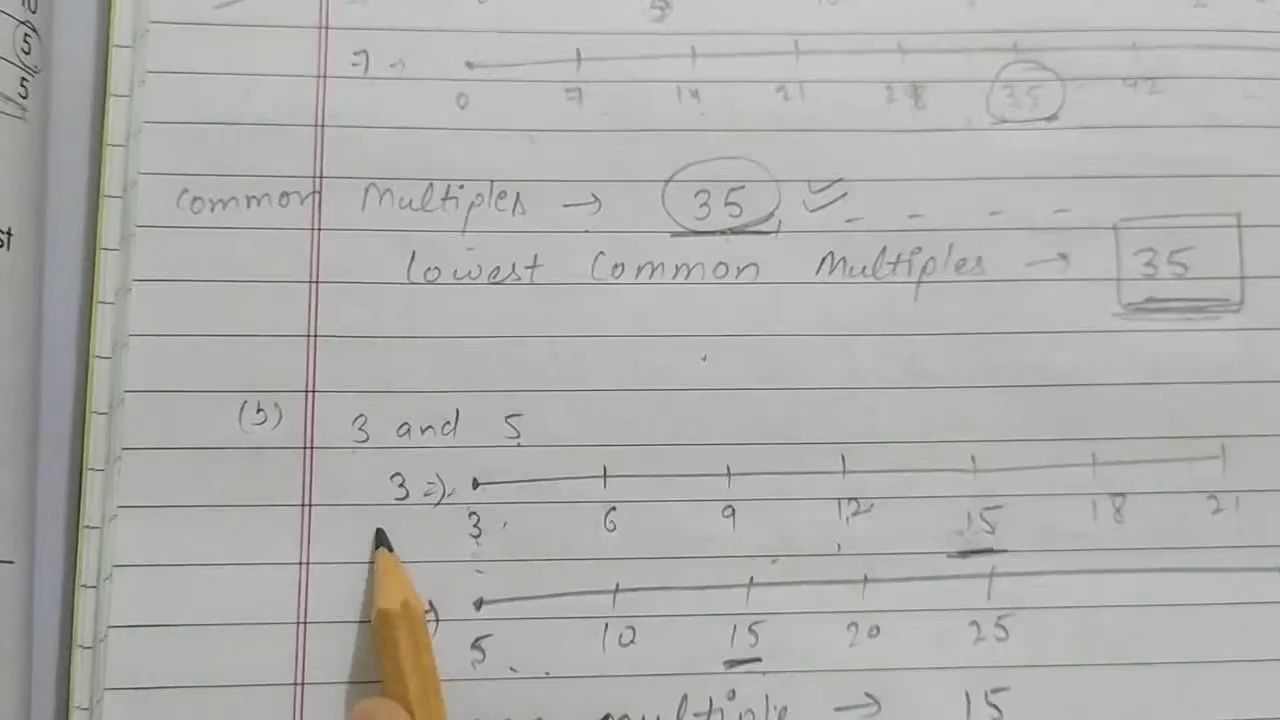 7 →
0 7 14 21 28 35 42
Common Multiples → 35
Lowest Common Multiples → 35
(b) 3 and 5
3 ⇒
3 6 9 12 15 18 21
5 10 15 20 25
multiple → 15